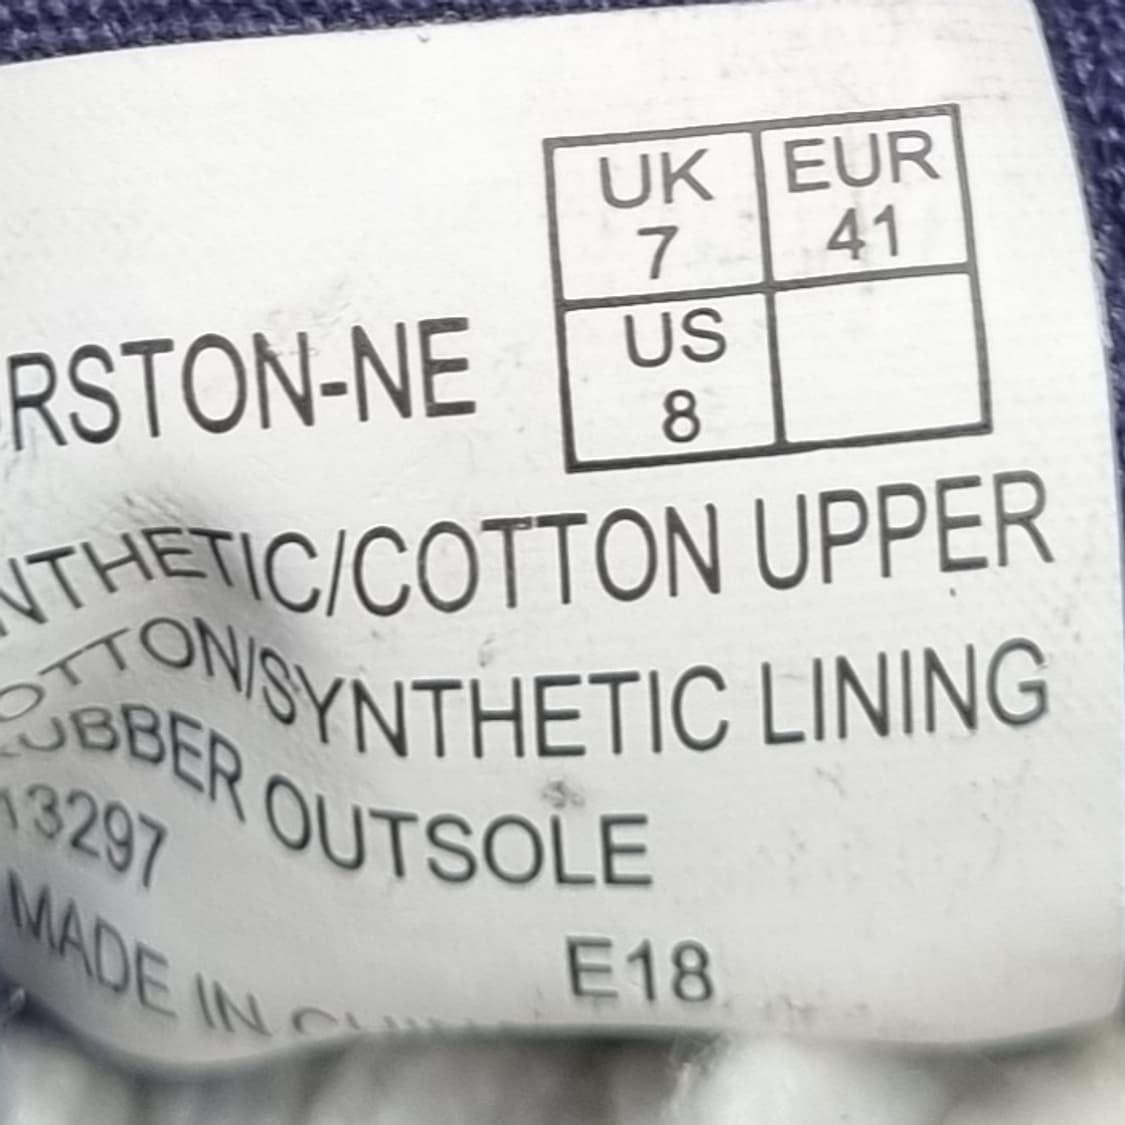 UK EUR
7 41
US
8
RSTON-NE
NTHETIC/COTTON UPPER
OTTON/SYNTHETIC LINING
UBBER OUTSOLE
13297
MADE IN
E18